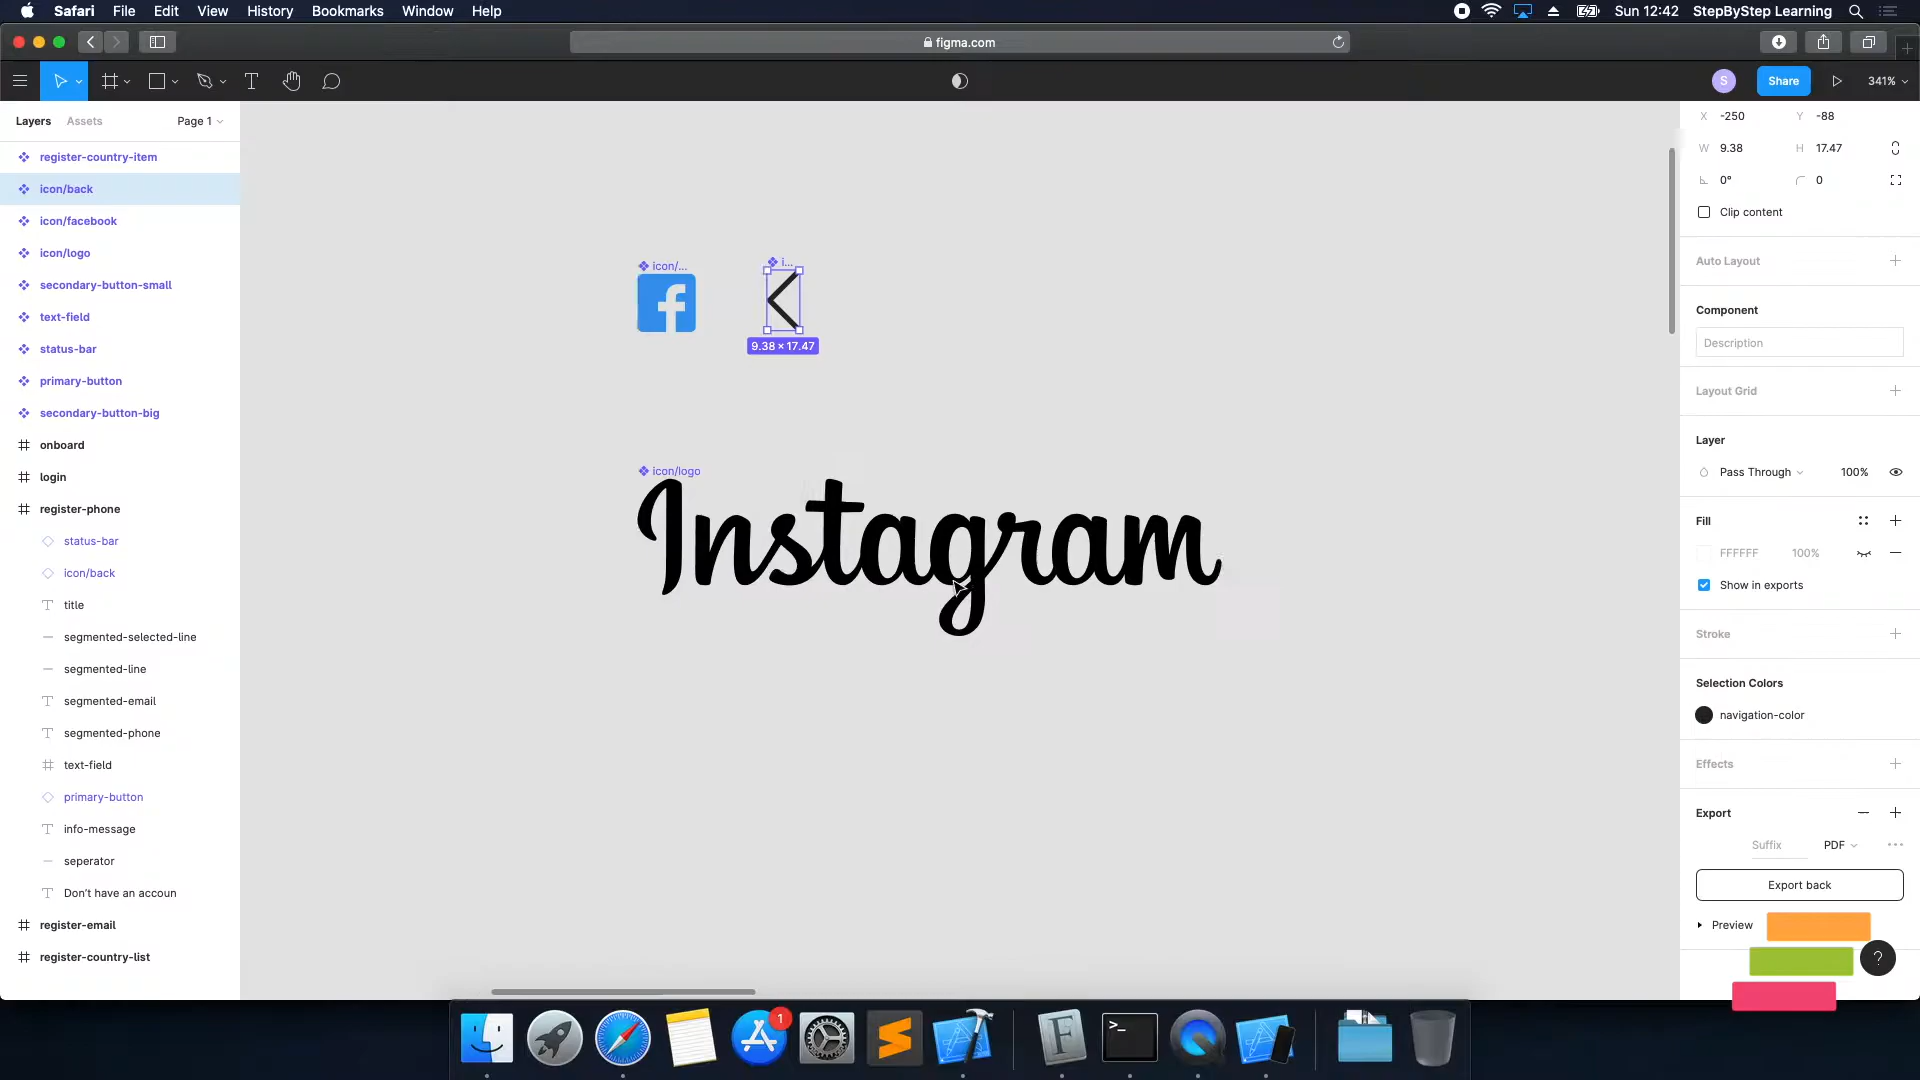 Safari File Edit View History Bookmarks Window Help
Sun 12:42 StepByStep Learning
figma.com
S
Share
341%
Layers Assets Page 1
register-country-item
icon/back
icon/facebook
icon/logo
secondary-button-small
text-field
status-bar
primary-button
secondary-button-big
onboard
login
register-phone
status-bar
icon/back
title
segmented-selected-line
segmented-line
segmented-email
segmented-phone
text-field
primary-button
info-message
seperator
Don't have an accoun
register-email
register-country-list
icon/...
i...
f
9.38 × 17.47
icon/logo
Instagram
X -250 Y -88
W 9.38 H 17.47
0° 0
Clip content
Auto Layout
Component
Description
Layout Grid
Layer
Pass Through 100%
Fill
FFFFFF 100%
Show in exports
Stroke
Selection Colors
navigation-color
Effects
Export
Suffix PDF
Export back
Preview
?
1
F
>_